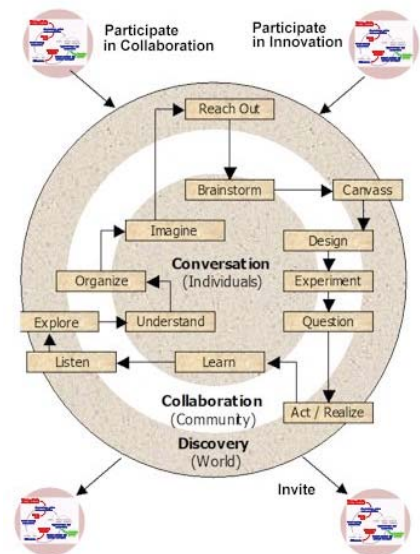 Participate
in Collaboration
Participate
in Innovation
Reach Out
Brainstorm
Canvass
Imagine
Design
Conversation
(Individuals)
Organize
Experiment
Explore
Understand
Question
Listen
Learn
Collaboration
(Community)
Act / Realize
Discovery
(World)
Invite